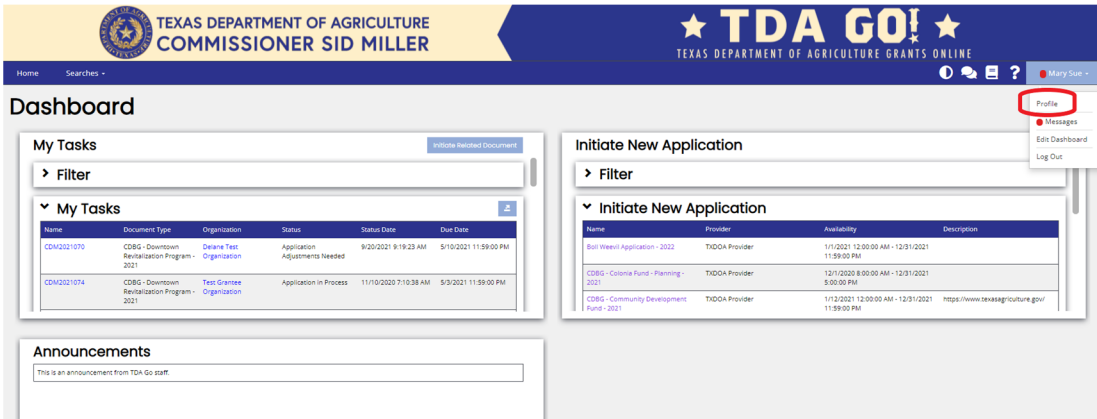 TEXAS DEPARTMENT OF AGRICULTURE
COMMISSIONER SID MILLER
TDA GO!
TEXAS DEPARTMENT OF AGRICULTURE GRANTS ONLINE
Home Searches
? Mary Sue
Profile
Messages
Edit Dashboard
Log Out
Dashboard
My Tasks Initiate Related Document
Filter
My Tasks
Name Document Type Organization Status Status Date Due Date
CDM2021070 CDBG - Downtown Delane Test Application 9/20/2021 9:19:23 AM 5/10/2021 11:59:00 PM
Revitalization Program - Organization Adjustments Needed
2021
CDM2021074 CDBG - Downtown Test Grantee Application in Process 11/10/2020 7:10:38 AM 5/3/2021 11:59:00 PM
Revitalization Program - Organization
2021
Initiate New Application
Filter
Initiate New Application
Name Provider Availability Description
Boll Weevil Application - 2022 TXDOA Provider 1/1/2021 12:00:00 AM - 12/31/2021
11:59:00 PM
CDBG - Colonia Fund - Planning - TXDOA Provider 12/1/2020 8:00:00 AM - 12/31/2021
2021 5:00:00 PM
CDBG - Community Development TXDOA Provider 1/12/2021 12:00:00 AM - 12/31/2021 https://www.texasagriculture.gov/
Fund - 2021 11:59:00 PM
Announcements
This is an announcement from TDA Go staff.